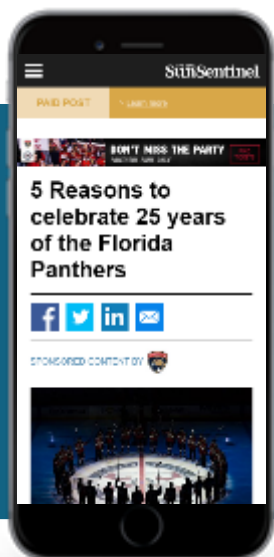 SunSentinel
PAID POST
DON'T MISS THE PARTY
5 Reasons to
celebrate 25 years
of the Florida
Panthers
f in
SPONSORED CONTENT BY